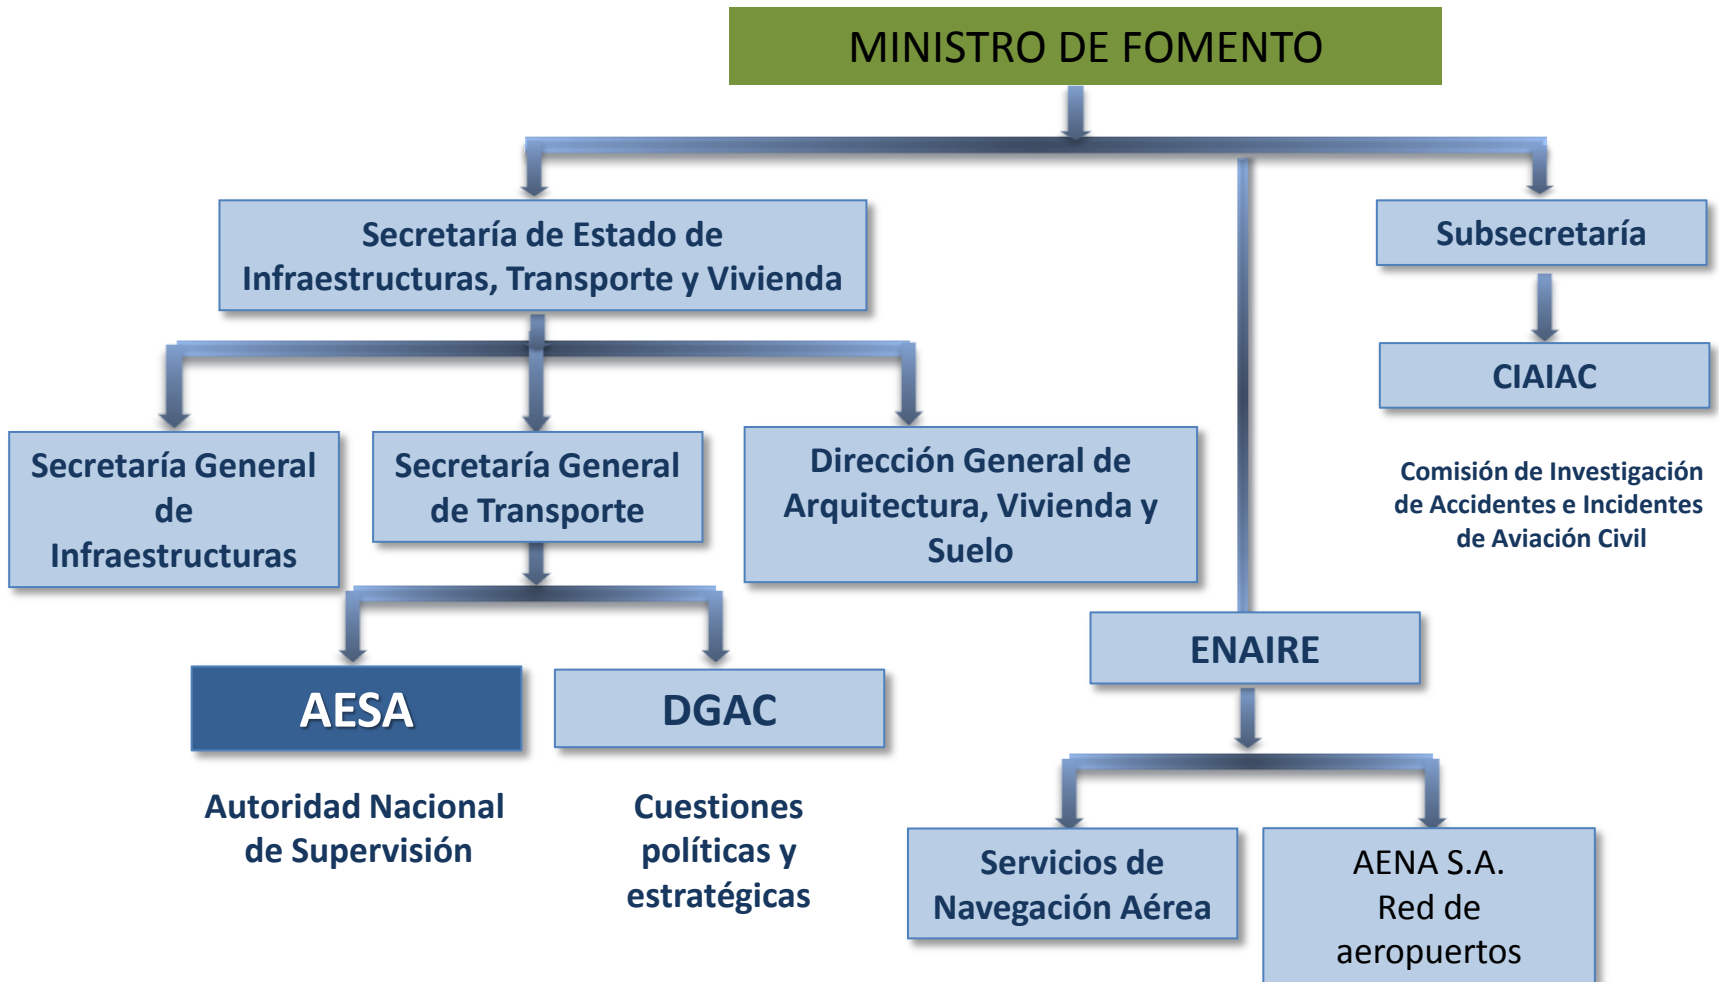 MINISTRO DE FOMENTO
Secretaría de Estado de
Infraestructuras, Transporte y Vivienda
Subsecretaría
CIAIAC
Comisión de Investigación
de Accidentes e Incidentes
de Aviación Civil
Secretaría General
de
Infraestructuras
Secretaría General
de Transporte
Dirección General de
Arquitectura, Vivienda y
Suelo
ENAIRE
AESA
DGAC
Autoridad Nacional
de Supervisión
Cuestiones
políticas y
estratégicas
Servicios de
Navegación Aérea
AENA S.A.
Red de
aeropuertos